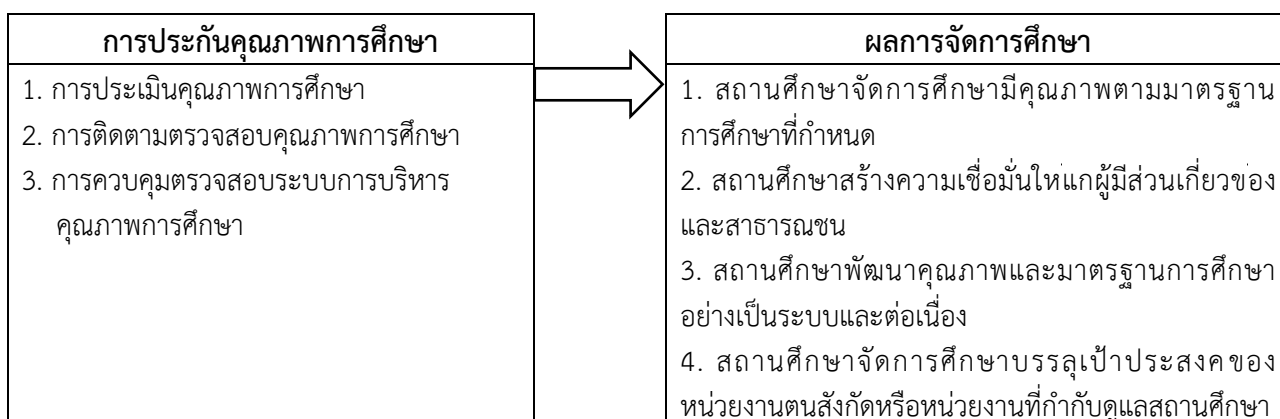 การประกันคุณภาพการศึกษา
1. การประเมินคุณภาพการศึกษา
2. การติดตามตรวจสอบคุณภาพการศึกษา
3. การควบคุมตรวจสอบระบบการบริหาร
คุณภาพการศึกษา
ผลการจัดการศึกษา
1. สถานศึกษาจัดการศึกษามีคุณภาพตามมาตรฐาน
การศึกษาที่กำหนด
2. สถานศึกษาสร้างความเชื่อมั่นให่แกผู้มีส่วนเกี่ยวข่อง
และสาธารณชน
3. สถานศึกษาพัฒนาคุณภาพและมาตรฐานการศึกษา
อย่างเป็นระบบและต่อเนื่อง
4. สถานศึกษาจัดการศึกษาบรรลุเป้าประสงคของ
หน่วยงานตนสังกัดหรือหน่วยงานที่กำกับดูแลสถานศึกษา